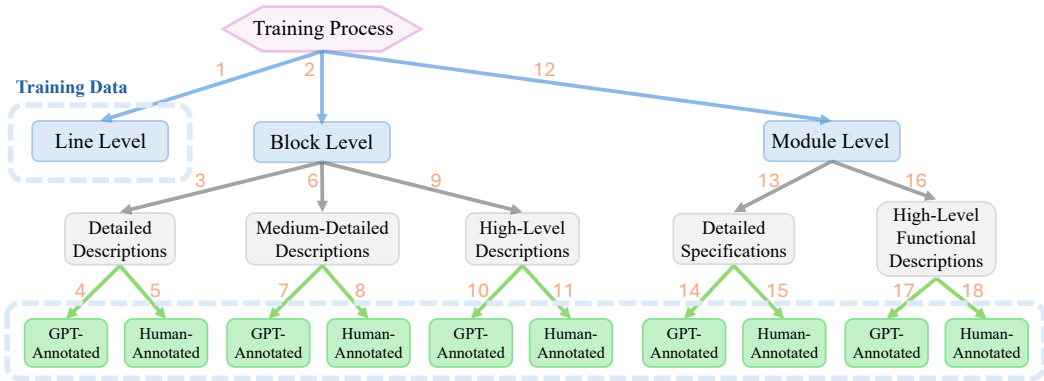 Training Process
1
2
12
Training Data
Line Level
Block Level
Module Level
3
6
9
13
16
Detailed
Descriptions
Medium-Detailed
Descriptions
High-Level
Descriptions
Detailed
Specifications
High-Level
Functional
Descriptions
4
5
7
8
10
11
14
15
17
18
GPT-
Annotated
Human-
Annotated
GPT-
Annotated
Human-
Annotated
GPT-
Annotated
Human-
Annotated
GPT-
Annotated
Human-
Annotated
GPT-
Annotated
Human-
Annotated